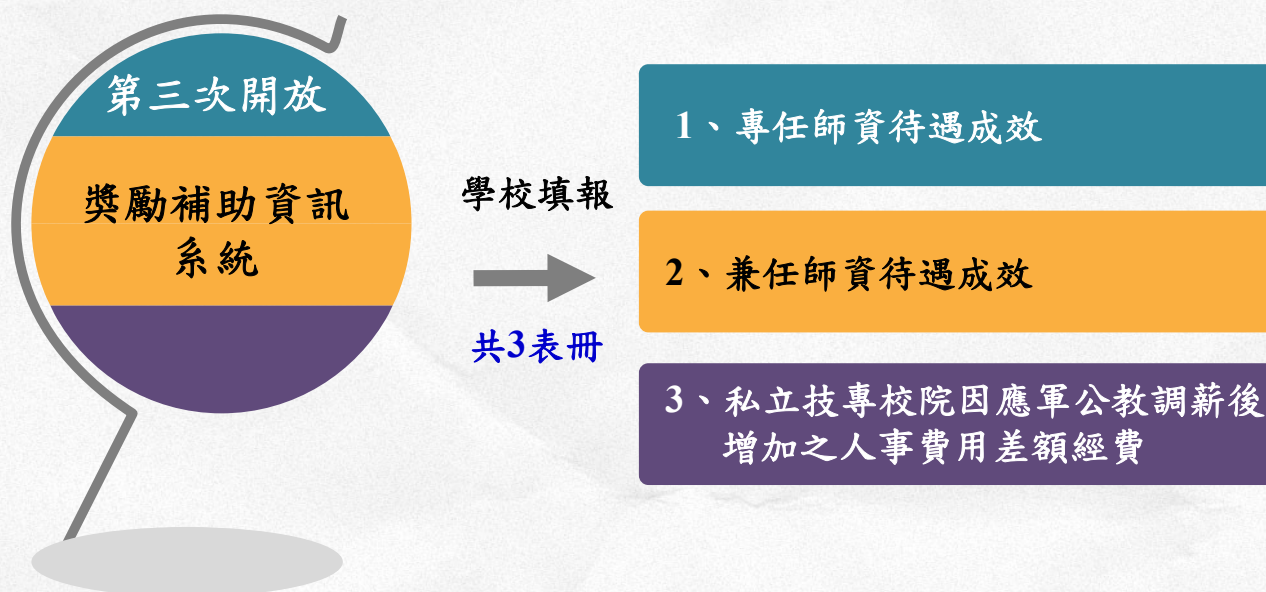 第三次開放
獎勵補助資訊
系統
學校填報
共3表冊
1、專任師資待遇成效
2、兼任師資待遇成效
3、私立技專校院因應軍公教調薪後
增加之人事費用差額經費